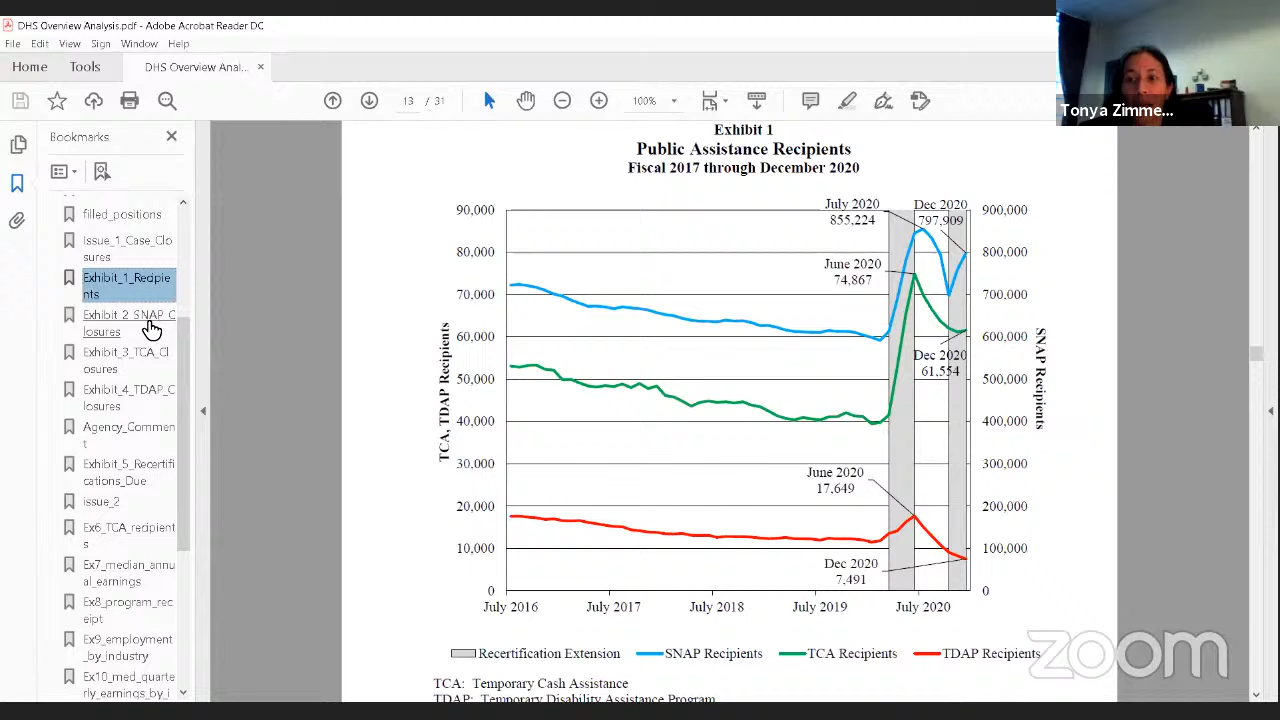 DHS Overview Analysis.pdf - Adobe Acrobat Reader DC
File Edit View Sign Window Help
Home Tools DHS Overview Anal... ×
13 / 31 100%
Tonya Zimme...
Bookmarks
filled_positions
Issue_1_Case_Clo
sures
Exhibit_1_Recipie
nts
Exhibit_2_SNAP_C
losures
Exhibit_3_TCA_Cl
osures
Exhibit_4_TDAP_C
losures
Agency_Commen
t
Exhibit_5_Recertifi
cations_Due
issue_2
Ex6_TCA_recipient
s
Ex7_median_annu
al_earnings
Ex8_program_rec
eipt
Ex9_employment
_by_industry
Ex10_med_quarte
rly_earnings_by_i
Exhibit 1
Public Assistance Recipients
Fiscal 2017 through December 2020
TCA, TDAP Recipients
90,000
80,000
70,000
60,000
50,000
40,000
30,000
20,000
10,000
0
July 2020
855,224
Dec 2020
797,909
June 2020
74,867
Dec 2020
61,554
June 2020
17,649
Dec 2020
7,491
900,000
800,000
700,000
600,000
500,000
400,000
300,000
200,000
100,000
0
SNAP Recipients
July 2016 July 2017 July 2018 July 2019 July 2020
Recertification Extension SNAP Recipients TCA Recipients TDAP Recipients
TCA: Temporary Cash Assistance
TDAP: Temporary Disability Assistance Program
zoom